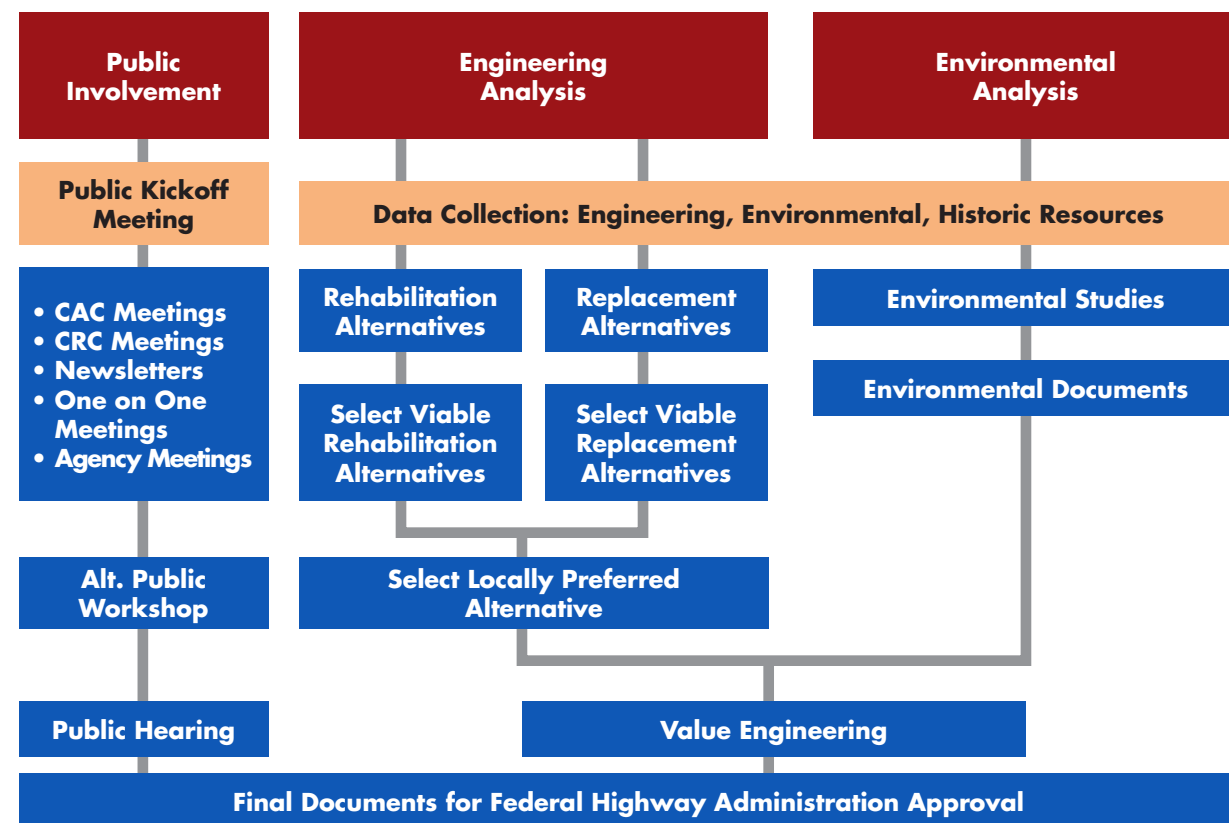 Public
Involvement
Engineering
Analysis
Environmental
Analysis
Public Kickoff
Meeting
Data Collection: Engineering, Environmental, Historic Resources
• CAC Meetings
• CRC Meetings
• Newsletters
• One on One
Meetings
• Agency Meetings
Rehabilitation
Alternatives
Replacement
Alternatives
Environmental Studies
Environmental Documents
Select Viable
Rehabilitation
Alternatives
Select Viable
Replacement
Alternatives
Alt. Public
Workshop
Select Locally Preferred
Alternative
Public Hearing
Value Engineering
Final Documents for Federal Highway Administration Approval